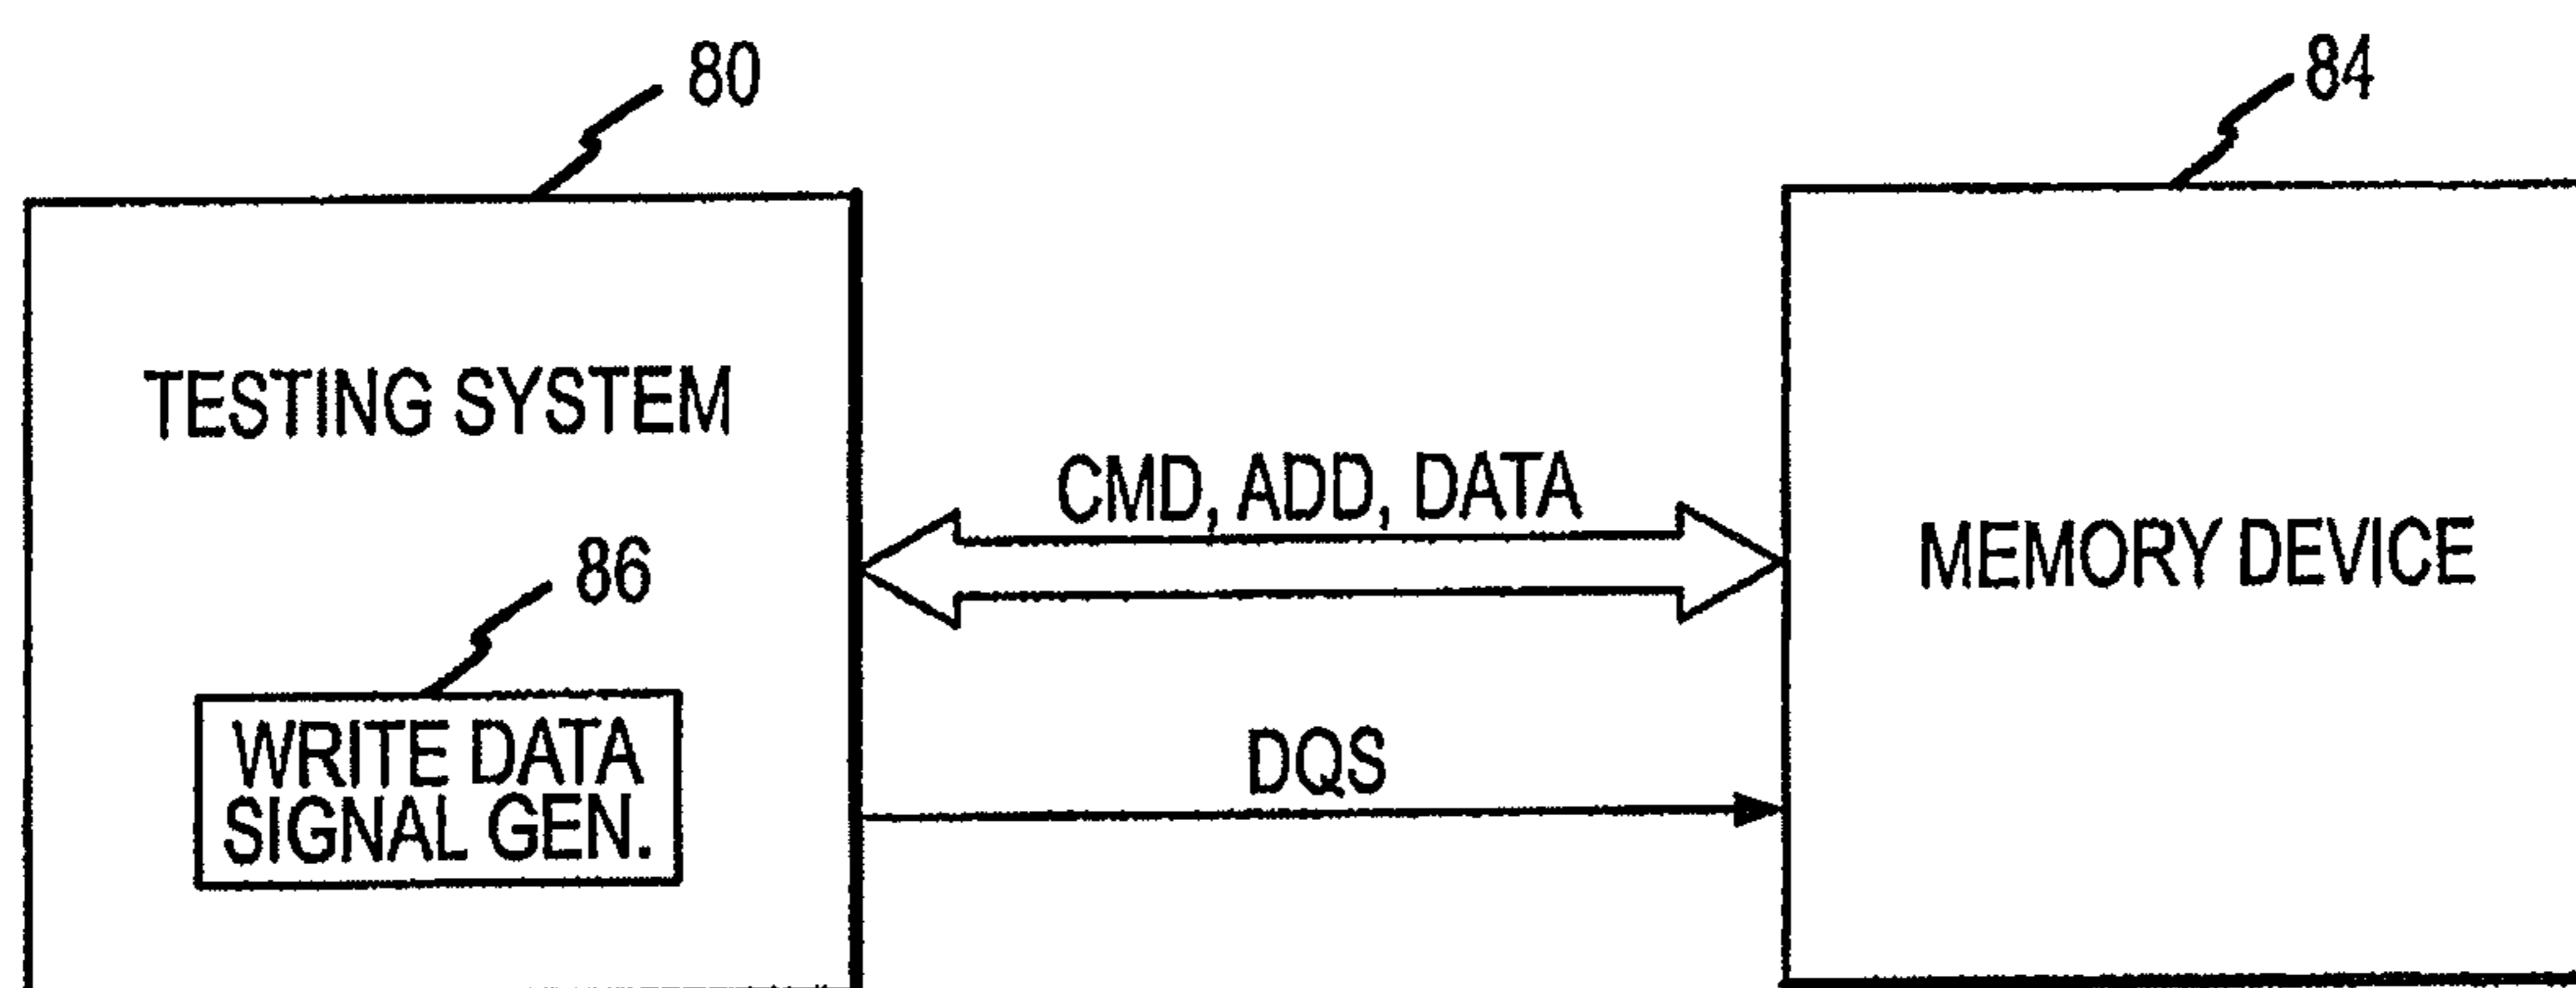 80
84
TESTING SYSTEM
CMD, ADD, DATA
MEMORY DEVICE
86
DQS
WRITE DATA
SIGNAL GEN.